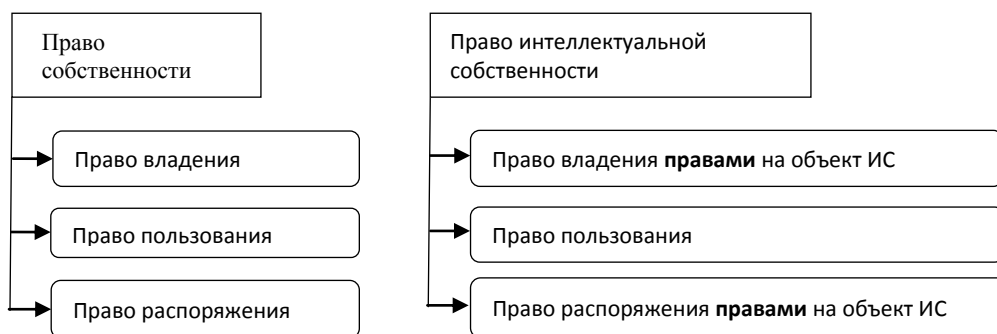 Право
собственности
Право владения
Право пользования
Право распоряжения
Право интеллектуальной
собственности
Право владения правами на объект ИС
Право пользования
Право распоряжения правами на объект ИС